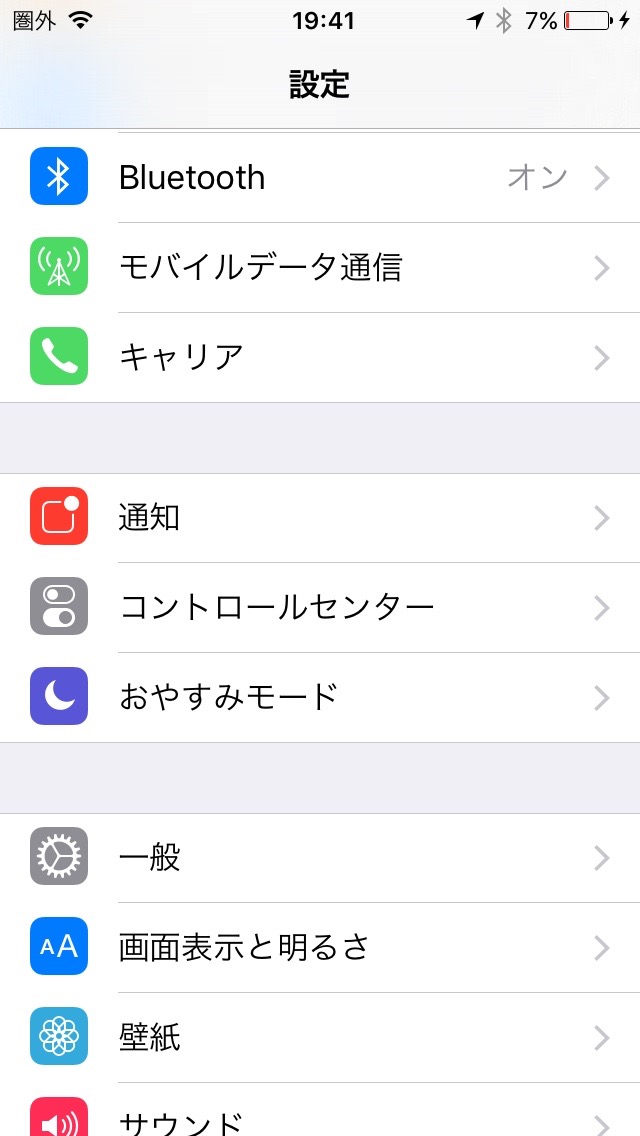 圏外 19:41 7%
設定
Bluetooth オン
モバイルデータ通信
キャリア
通知
コントロールセンター
おやすみモード
一般
AA 画面表示と明るさ
壁紙
サウンド